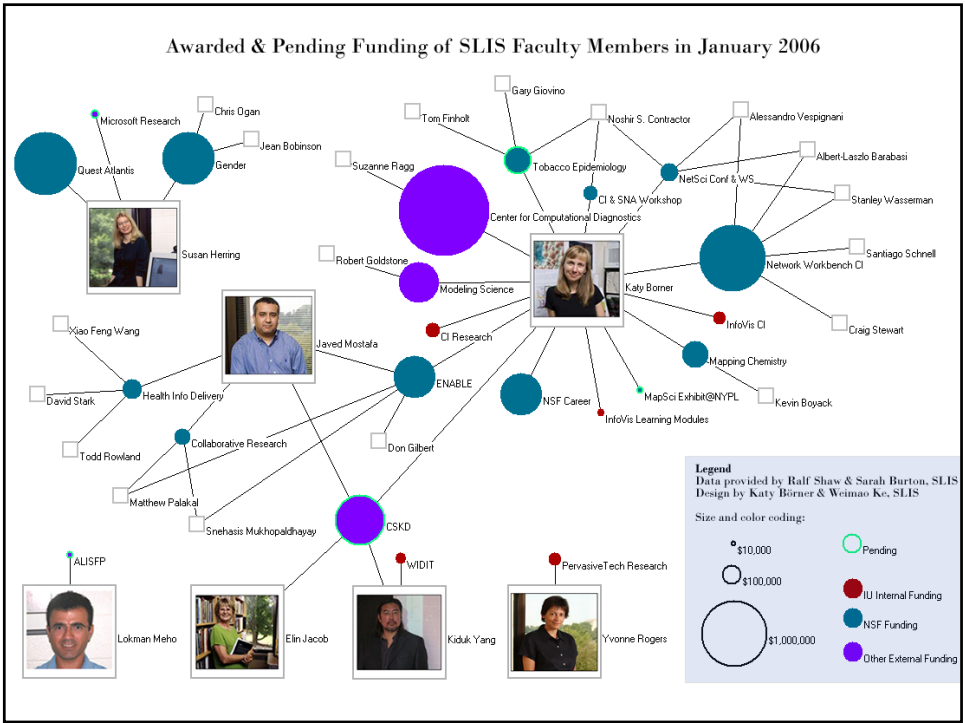 Awarded & Pending Funding of SLIS Faculty Members in January 2006
Gary Giovino
Chris Ogan
Microsoft Research
Tom Finholt
Noshir S. Contractor
Alessandro Vespignani
Jean Bobinson
Gender
Quest Atlantis
Suzanne Ragg
Tobacco Epidemiology
Albert-Laszlo Barabasi
NetSci Conf & WS
CI & SNA Workshop
Stanley Wasserman
Center for Computational Diagnostics
Susan Herring
Robert Goldstone
Santiago Schnell
Network Workbench CI
Modeling Science
Katy Borner
Xiao Feng Wang
Javed Mostafa
CI Research
InfoVis CI
Craig Stewart
Mapping Chemistry
ENABLE
David Stark
Health Info Delivery
NSF Career
MapSci Exhibit@NYPL
Kevin Boyack
InfoVis Learning Modules
Collaborative Research
Don Gilbert
Todd Rowland
Matthew Palakal
Snehasis Mukhopaldhayay
CSKD
ALISFP
WIDIT
PervasiveTech Research
Lokman Meho
Elin Jacob
Kiduk Yang
Yvonne Rogers
Legend
Data provided by Ralf Shaw & Sarah Burton, SLIS
Design by Katy Börner & Weimao Ke, SLIS
Size and color coding:
$10,000
Pending
$100,000
IU Internal Funding
NSF Funding
$1,000,000
Other External Funding